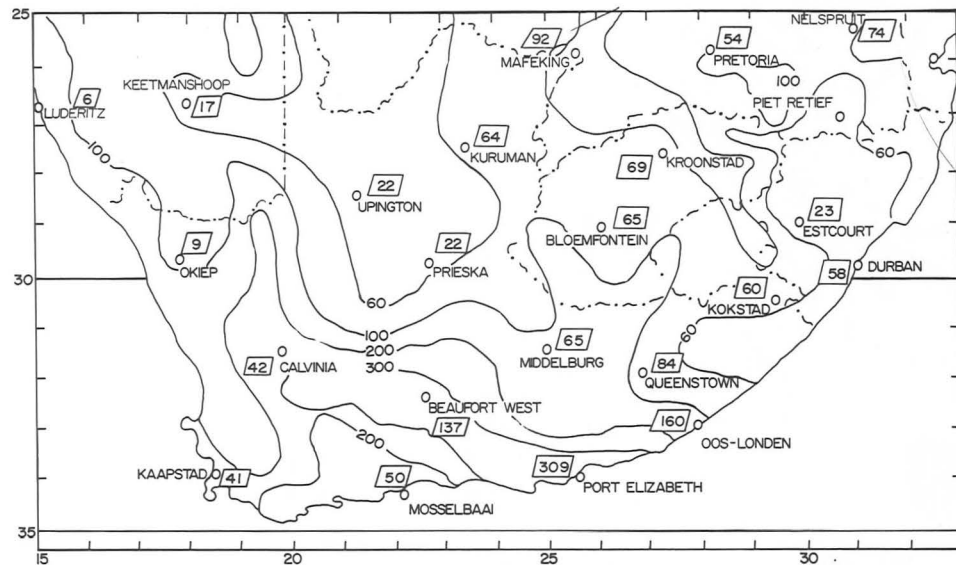 25
NELSPRUIT
92
54
74
PRETORIA
MAFEKING
KEETMANSHOOP
100
6
17
PIET RETIEF
LUDERITZ
64
100
KURUMAN
69
KROONSTAD
60
22
UPINGTON
65
23
BLOEMFONTEIN
ESTCOURT
9
22
OKIEP
PRIESKA
58
DURBAN
30
60
60
KOKSTAD
100
60
200
65
42
CALVINIA
300
MIDDELBURG
84
QUEENSTOWN
BEAUFORT WEST
137
160
200
OOS-LONDEN
KAAPSTAD
41
50
309
PORT ELIZABETH
MOSSELBAAI
35
15
20
25
30